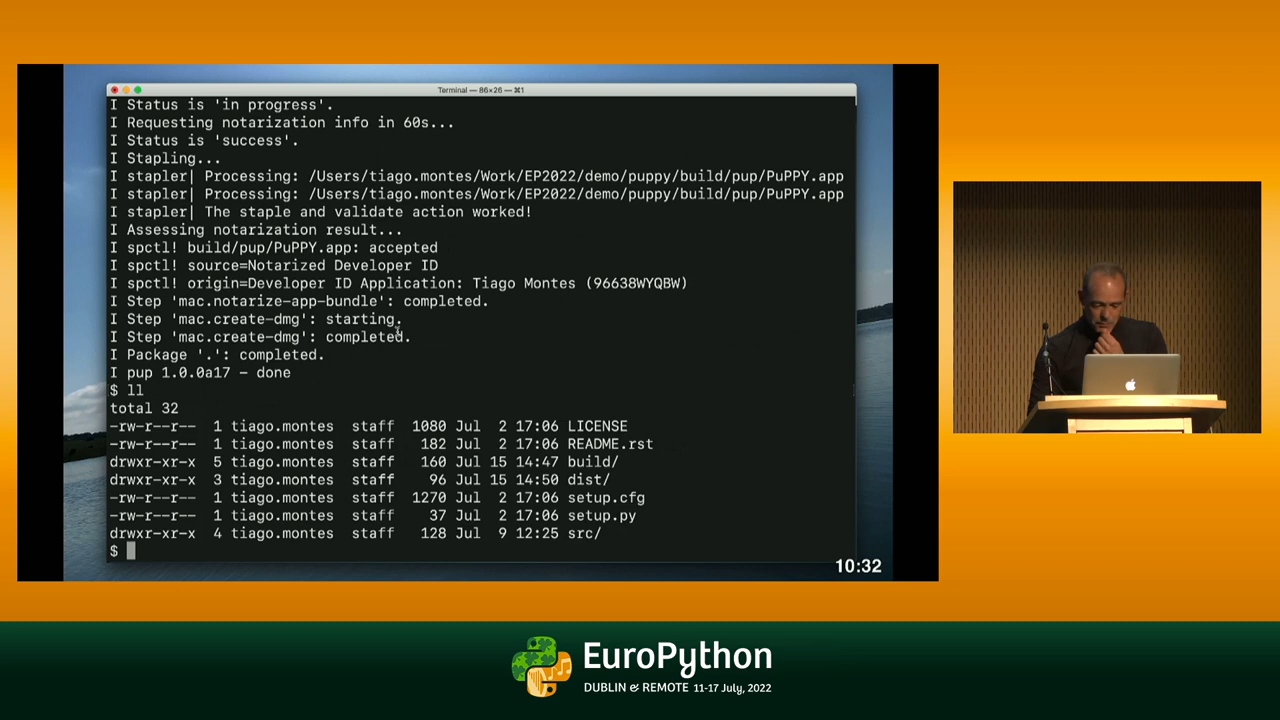 Terminal — 86×26 — ⌘1
I Status is 'in progress'.
I Requesting notarization info in 60s...
I Status is 'success'.
I Stapling...
I stapler| Processing: /Users/tiago.montes/Work/EP2022/demo/puppy/build/pup/PuPPY.app
I stapler| Processing: /Users/tiago.montes/Work/EP2022/demo/puppy/build/pup/PuPPY.app
I stapler| The staple and validate action worked!
I Assessing notarization result...
I spctl! build/pup/PuPPY.app: accepted
I spctl! source=Notarized Developer ID
I spctl! origin=Developer ID Application: Tiago Montes (96638WYQBW)
I Step 'mac.notarize-app-bundle': completed.
I Step 'mac.create-dmg': starting.
I Step 'mac.create-dmg': completed.
I Package '.': completed.
I pup 1.0.0a17 – done
$ ll
total 32
-rw-r--r-- 1 tiago.montes staff 1080 Jul 2 17:06 LICENSE
-rw-r--r-- 1 tiago.montes staff 182 Jul 2 17:06 README.rst
drwxr-xr-x 5 tiago.montes staff 160 Jul 15 14:47 build/
drwxr-xr-x 3 tiago.montes staff 96 Jul 15 14:50 dist/
-rw-r--r-- 1 tiago.montes staff 1270 Jul 2 17:06 setup.cfg
-rw-r--r-- 1 tiago.montes staff 37 Jul 2 17:06 setup.py
drwxr-xr-x 4 tiago.montes staff 128 Jul 9 12:25 src/
$
10:32
EuroPython
DUBLIN & REMOTE 11-17 July, 2022